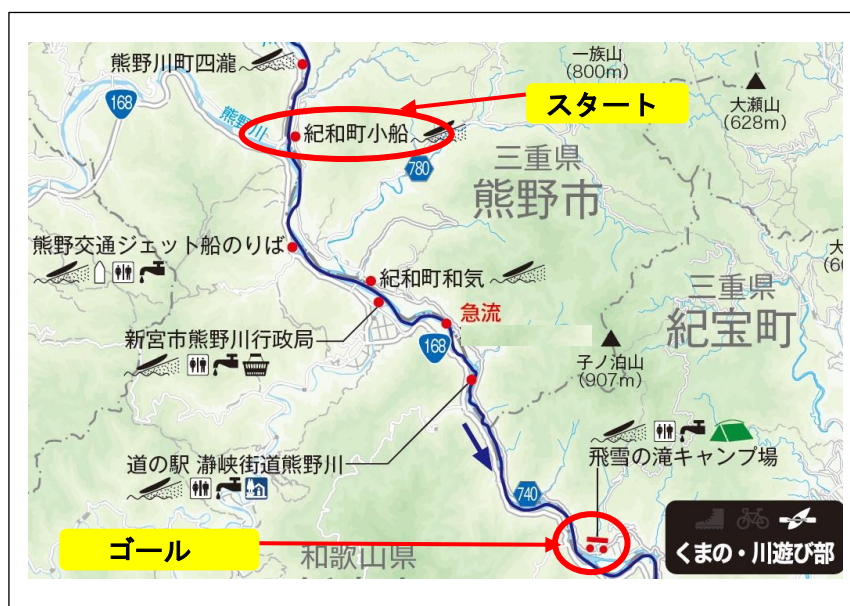 熊野川町四瀧
一族山
(800m)
スタート
大瀬山
(628m)
168
熊野川
紀和町小船
780
三重県
熊野市
熊野交通ジェット船のりば
紀和町和気
三重県
紀宝町
急流
新宮市熊野川行政局
168
子ノ泊山
(907m)
道の駅 瀞峡街道熊野川
飛雪の滝キャンプ場
740
ゴール
和歌山県
くまの・川遊び部